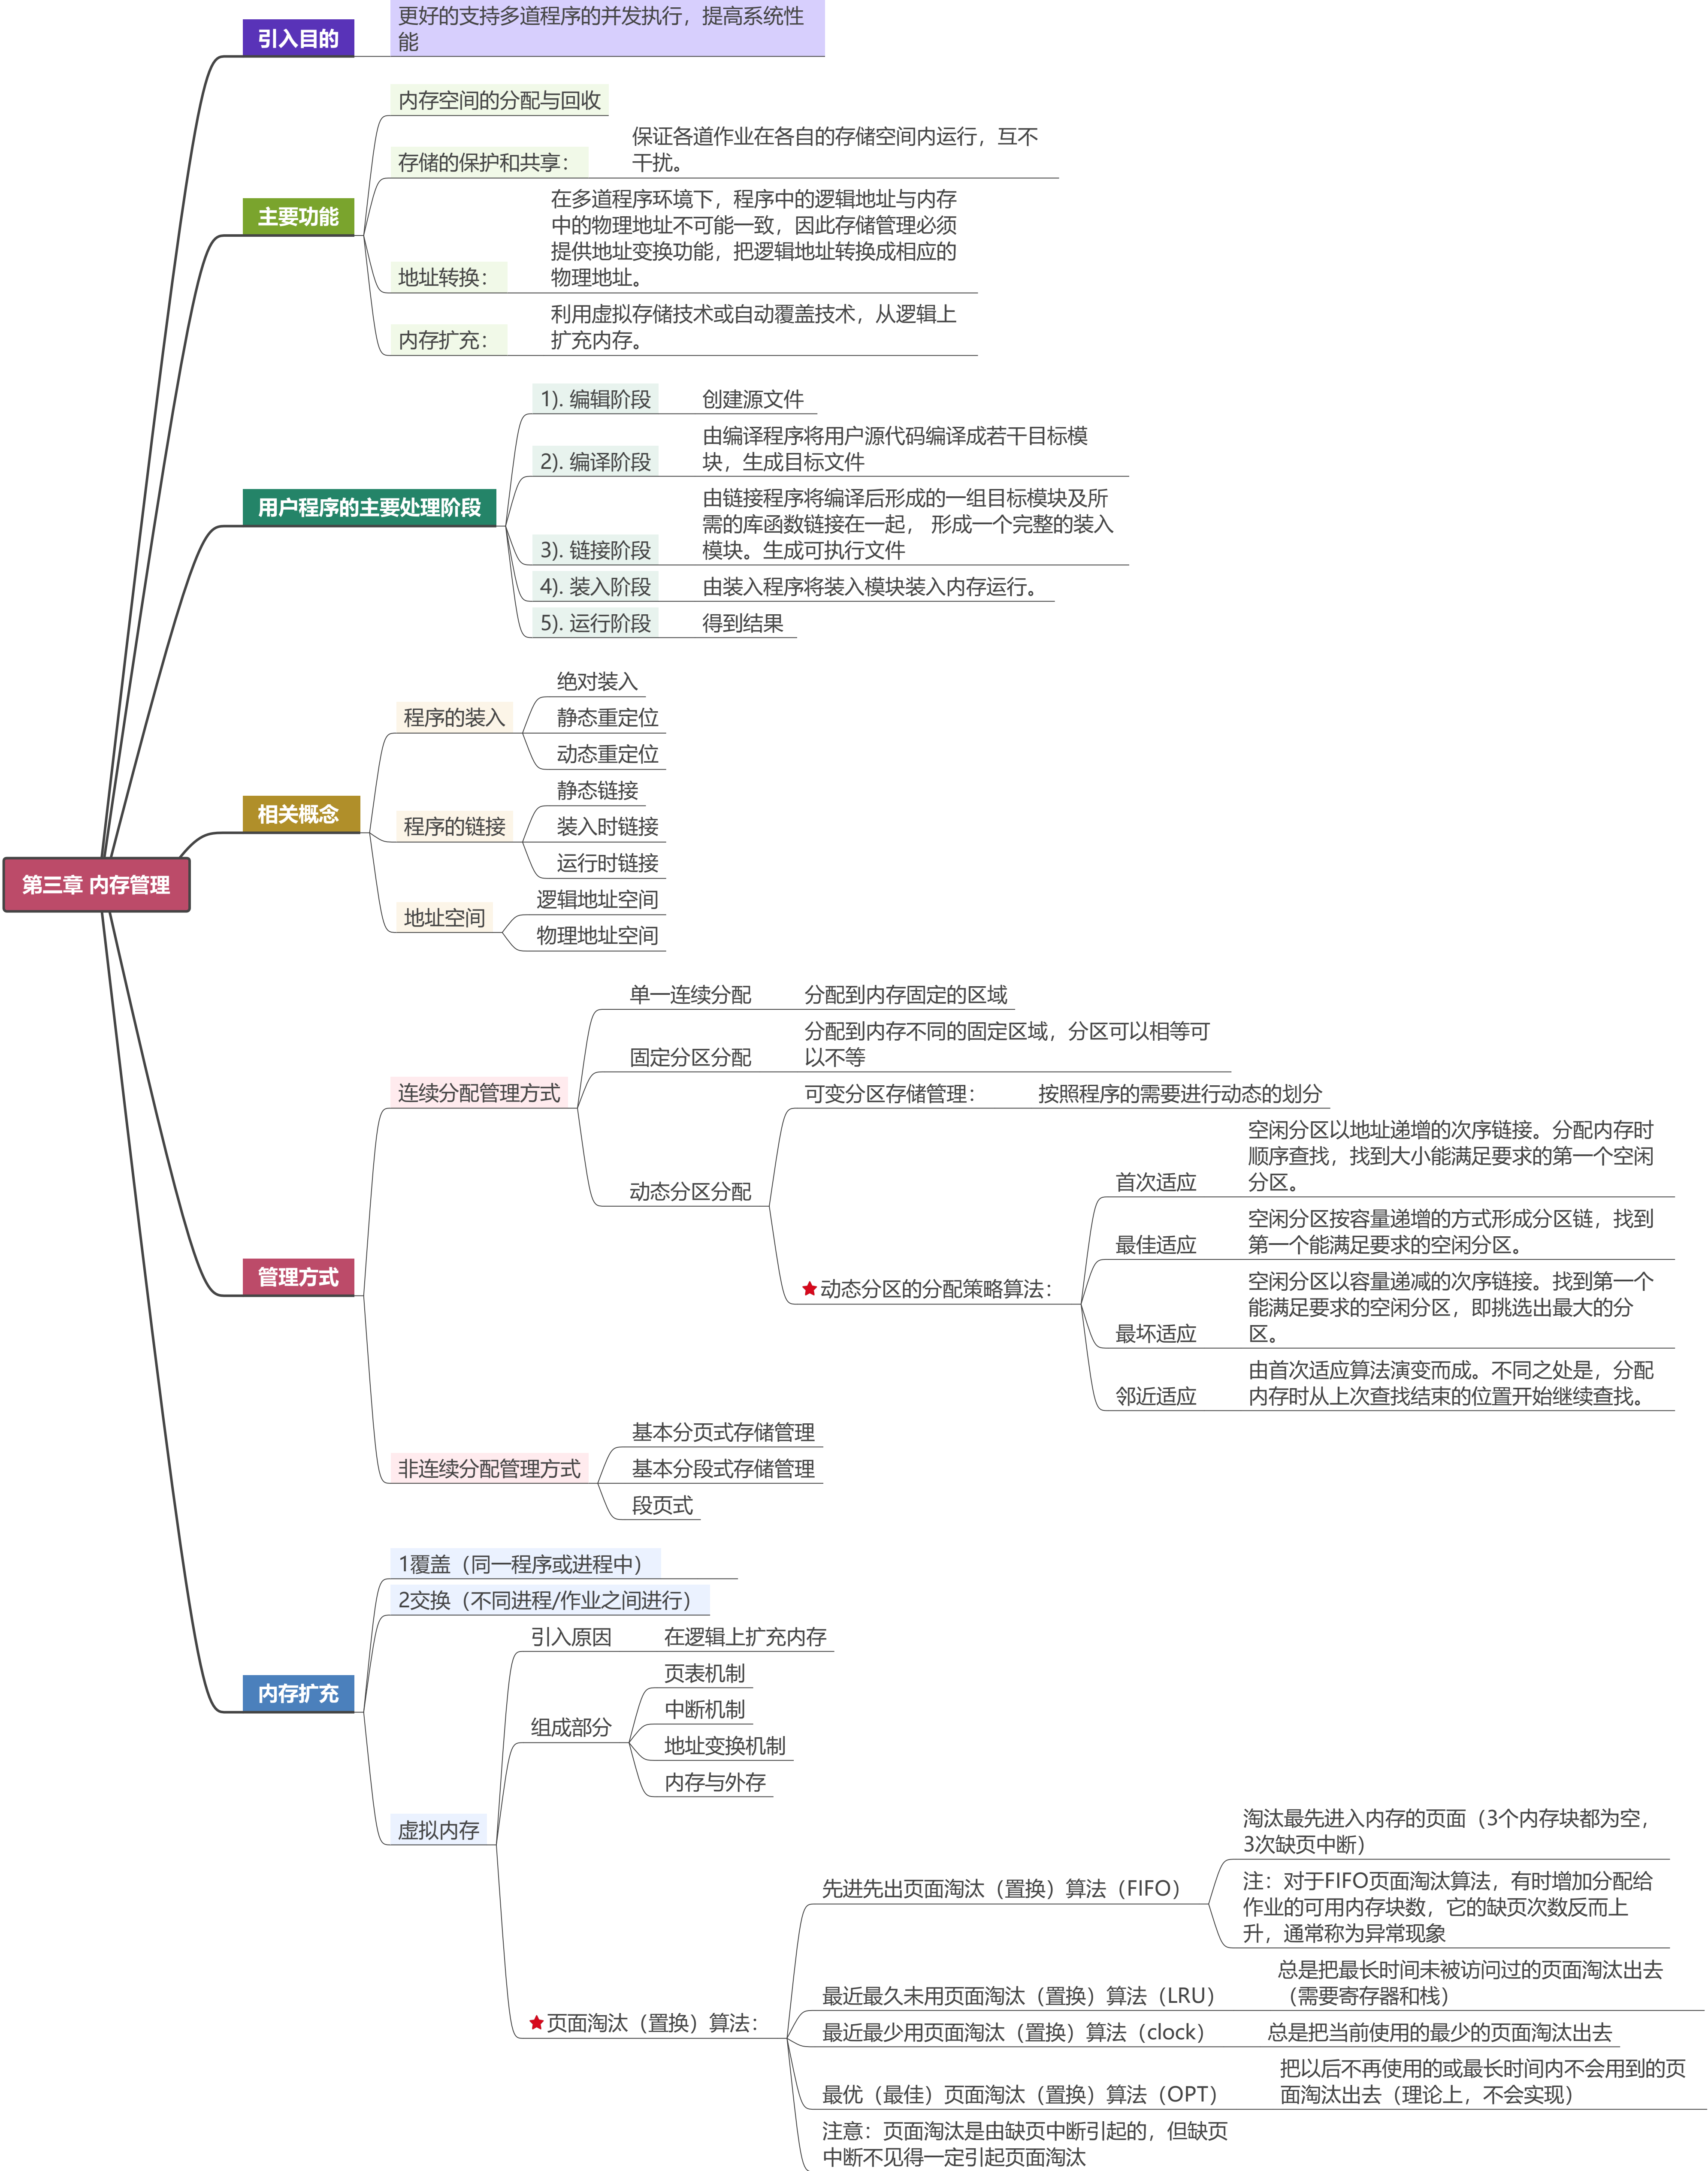 更好的支持多道程序的并发执行，提高系统性
能
引入目的
内存空间的分配与回收
保证各道作业在各自的存储空间内运行，互不
干扰。
存储的保护和共享：
主要功能
在多道程序环境下，程序中的逻辑地址与内存
中的物理地址不可能一致，因此存储管理必须
提供地址变换功能，把逻辑地址转换成相应的
物理地址。
地址转换：
利用虚拟存储技术或自动覆盖技术，从逻辑上
扩充内存。
内存扩充：
1). 编辑阶段
创建源文件
由编译程序将用户源代码编译成若干目标模
块，生成目标文件
2). 编译阶段
用户程序的主要处理阶段
由链接程序将编译后形成的一组目标模块及所
需的库函数链接在一起， 形成一个完整的装入
模块。生成可执行文件
3). 链接阶段
4). 装入阶段
由装入程序将装入模块装入内存运行。
5). 运行阶段
得到结果
绝对装入
程序的装入
静态重定位
动态重定位
静态链接
相关概念
程序的链接
装入时链接
运行时链接
第三章 内存管理
逻辑地址空间
地址空间
物理地址空间
单一连续分配
分配到内存固定的区域
分配到内存不同的固定区域，分区可以相等可
以不等
固定分区分配
连续分配管理方式
可变分区存储管理：
按照程序的需要进行动态的划分
空闲分区以地址递增的次序链接。分配内存时
顺序查找，找到大小能满足要求的第一个空闲
分区。
首次适应
动态分区分配
空闲分区按容量递增的方式形成分区链，找到
第一个能满足要求的空闲分区。
最佳适应
管理方式
动态分区的分配策略算法：
空闲分区以容量递减的次序链接。找到第一个
能满足要求的空闲分区，即挑选出最大的分
区。
最坏适应
由首次适应算法演变而成。不同之处是，分配
内存时从上次查找结束的位置开始继续查找。
邻近适应
基本分页式存储管理
非连续分配管理方式
基本分段式存储管理
段页式
1覆盖（同一程序或进程中）
2交换（不同进程/作业之间进行）
引入原因
在逻辑上扩充内存
内存扩充
页表机制
中断机制
组成部分
地址变换机制
内存与外存
虚拟内存
淘汰最先进入内存的页面（3个内存块都为空，
3次缺页中断）
先进先出页面淘汰（置换）算法（FIFO）
注：对于FIFO页面淘汰算法，有时增加分配给
作业的可用内存块数，它的缺页次数反而上
升，通常称为异常现象
总是把最长时间未被访问过的页面淘汰出去
（需要寄存器和栈）
最近最久未用页面淘汰（置换）算法（LRU）
页面淘汰（置换）算法：
最近最少用页面淘汰（置换）算法（clock）
总是把当前使用的最少的页面淘汰出去
把以后不再使用的或最长时间内不会用到的页
面淘汰出去（理论上，不会实现）
最优（最佳）页面淘汰（置换）算法（OPT）
注意：页面淘汰是由缺页中断引起的，但缺页
中断不见得一定引起页面淘汰